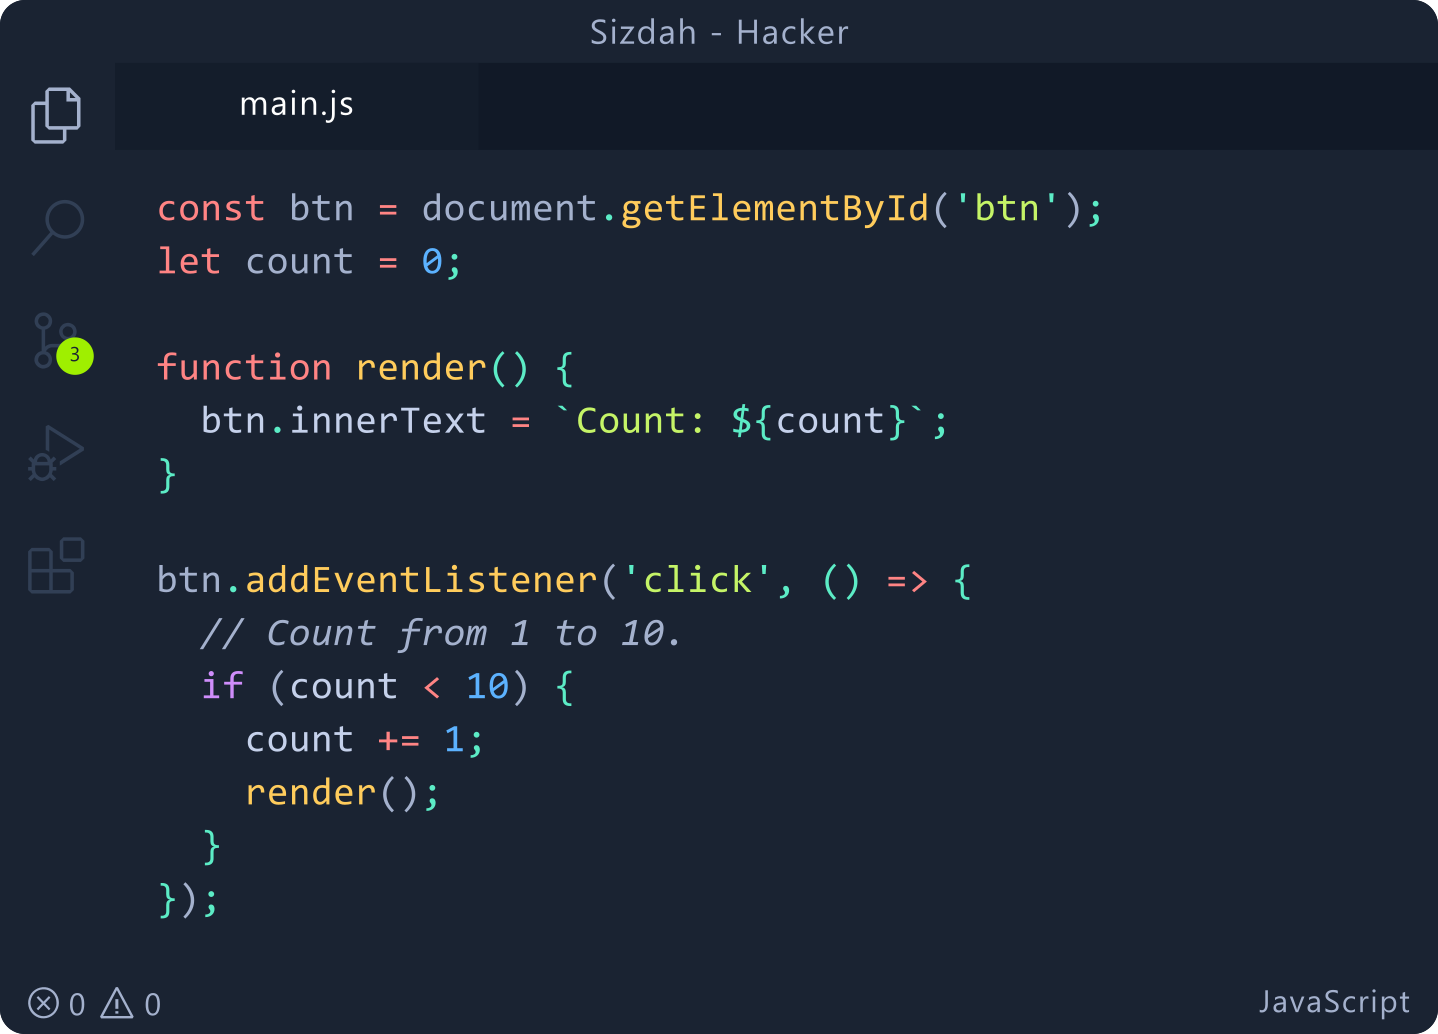 Sizdah - Hacker
main.js
const btn = document.getElementById('btn');
let count = 0;
function render() {
  btn.innerText = `Count: ${count}`;
}
3
btn.addEventListener('click', () => {
  // Count from 1 to 10.
  if (count < 10) {
    count += 1;
    render();
  }
});
0 0
JavaScript